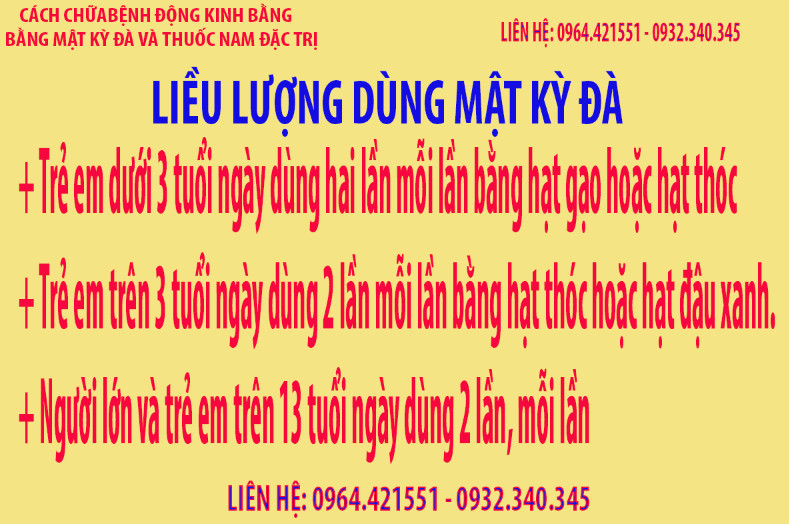 CÁCH CHỮABỆNH ĐỘNG KINH BẰNG
BẰNG MẬT KỲ ĐÀ VÀ THUỐC NAM ĐẶC TRỊ
LIÊN HỆ: 0964.421551 - 0932.340.345
LIỀU LƯỢNG DÙNG MẬT KỲ ĐÀ
+ Trẻ em dưới 3 tuổi ngày dùng hai lần mỗi lần bằng hạt gạo hoặc hạt thóc
+ Trẻ em trên 3 tuổi ngày dùng 2 lần mỗi lần bằng hạt thóc hoặc hạt đậu xanh.
+ Người lớn và trẻ em trên 13 tuổi ngày dùng 2 lần, mỗi lần
LIÊN HỆ: 0964.421551 - 0932.340.345